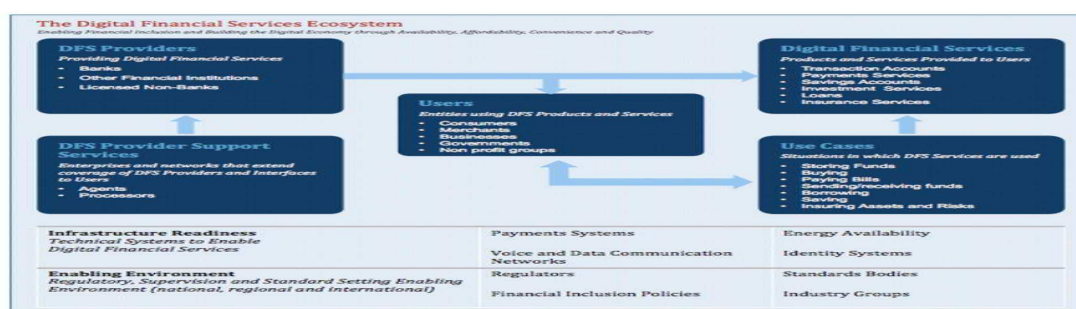 The Digital Financial Services Ecosystem
Enabling Financial Inclusion and Building the Digital Economy through Availability, Affordability, Convenience and Quality
DFS Providers
Providing Digital Financial Services
• Banks
• Other Financial Institutions
• Licensed Non-Banks
DFS Provider Support
Services
Enterprises and networks that extend
coverage of DFS Providers and Interfaces
to Users
• Agents
• Processors
Users
Entities using DFS Products and Services
• Consumers
• Merchants
• Businesses
• Governments
• Non profit groups
Digital Financial Services
Products and Services Provided to Users
• Transaction Accounts
• Payments Services
• Savings Accounts
• Investment Services
• Loans
• Insurance Services
Use Cases
Situations in which DFS Services are used
• Storing Funds
• Buying
• Paying Bills
• Sending/receiving funds
• Borrowing
• Saving
• Insuring Assets and Risks
Infrastructure Readiness
Technical Systems to Enable
Digital Financial Services
Payments Systems
Voice and Data Communication
Networks
Energy Availability
Identity Systems
Enabling Environment
Regulatory, Supervision and Standard Setting Enabling
Environment (national, regional and international)
Regulators
Financial Inclusion Policies
Standards Bodies
Industry Groups